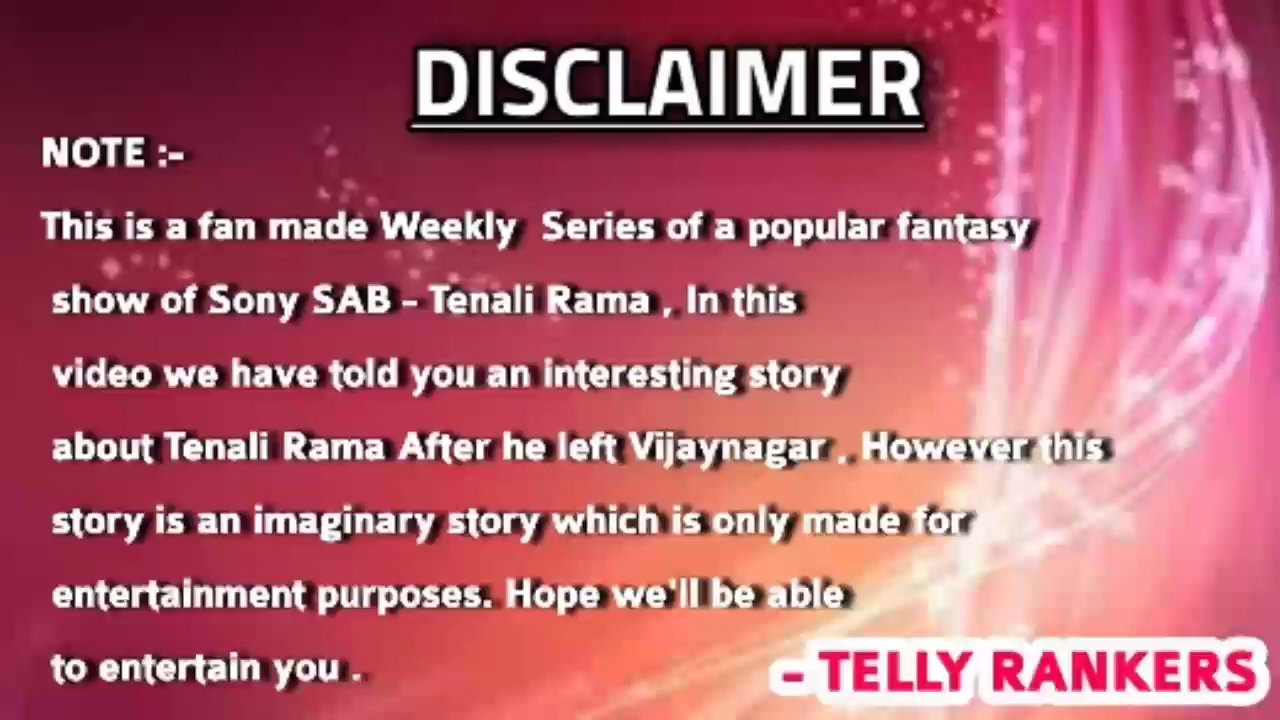 DISCLAIMER
NOTE :-
This is a fan made Weekly Series of a popular fantasy
show of Sony SAB - Tenali Rama , In this
video we have told you an interesting story
about Tenali Rama After he left Vijaynagar . However this
story is an imaginary story which is only made for
entertainment purposes. Hope we'll be able
to entertain you .
- TELLY RANKERS